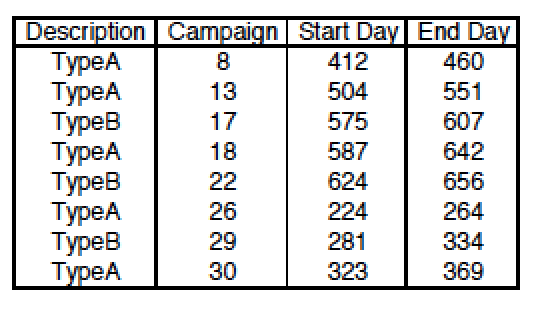 Description Campaign Start Day End Day
TypeA 8 412 460
TypeA 13 504 551
TypeB 17 575 607
TypeA 18 587 642
TypeB 22 624 656
TypeA 26 224 264
TypeB 29 281 334
TypeA 30 323 369